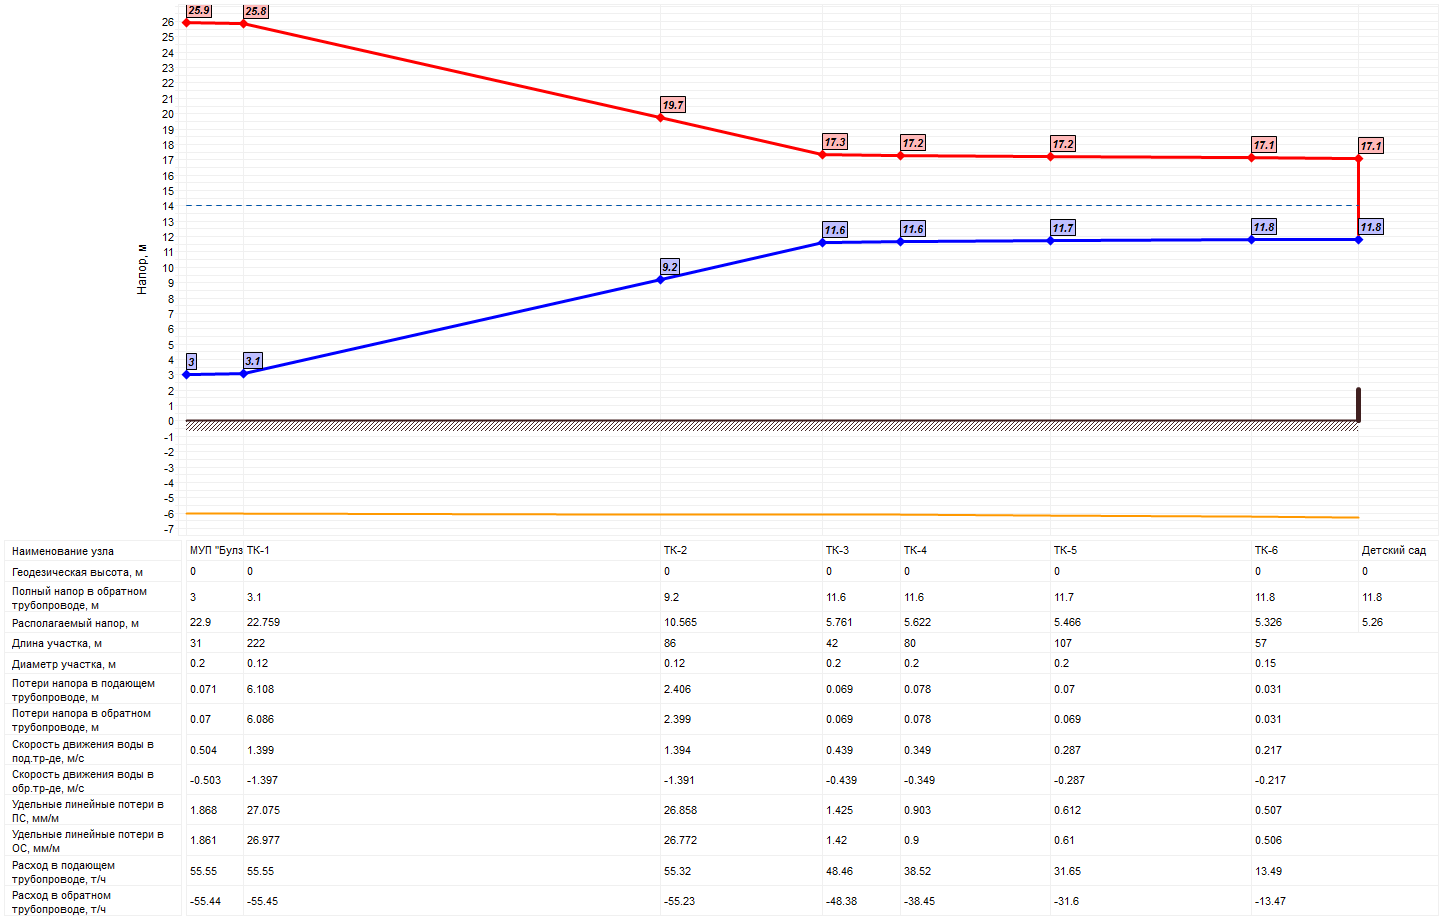 25.9
25.8
19.7
17.3
17.2
17.2
17.1
17.1
11.6
11.6
11.7
11.8
11.8
9.2
3
3.1
26
25
24
23
22
21
20
19
18
17
16
15
14
13
12
11
10
9
8
7
6
5
4
3
2
1
0
-1
-2
-3
-4
-5
-6
-7
Напор, м
Наименование узла МУП "Булз ТК-1 ТК-2 ТК-3 ТК-4 ТК-5 ТК-6 Детский сад
Геодезическая высота, м 0 0 0 0 0 0 0 0
Полный напор в обратном
трубопроводе, м 3 3.1 9.2 11.6 11.6 11.7 11.8 11.8
Располагаемый напор, м 22.9 22.759 10.565 5.761 5.622 5.466 5.326 5.26
Длина участка, м 31 222 86 42 80 107 57
Диаметр участка, м 0.2 0.12 0.12 0.2 0.2 0.2 0.15
Потери напора в подающем
трубопроводе, м 0.071 6.108 2.406 0.069 0.078 0.07 0.031
Потери напора в обратном
трубопроводе, м 0.07 6.086 2.399 0.069 0.078 0.069 0.031
Скорость движения воды в
под.тр-де, м/с 0.504 1.399 1.394 0.439 0.349 0.287 0.217
Скорость движения воды в
обр.тр-де, м/с -0.503 -1.397 -1.391 -0.439 -0.349 -0.287 -0.217
Удельные линейные потери в
ПС, мм/м 1.868 27.075 26.858 1.425 0.903 0.612 0.507
Удельные линейные потери в
ОС, мм/м 1.861 26.977 26.772 1.42 0.9 0.61 0.506
Расход в подающем
трубопроводе, т/ч 55.55 55.55 55.32 48.46 38.52 31.65 13.49
Расход в обратном
трубопроводе, т/ч -55.44 -55.45 -55.23 -48.38 -38.45 -31.6 -13.47